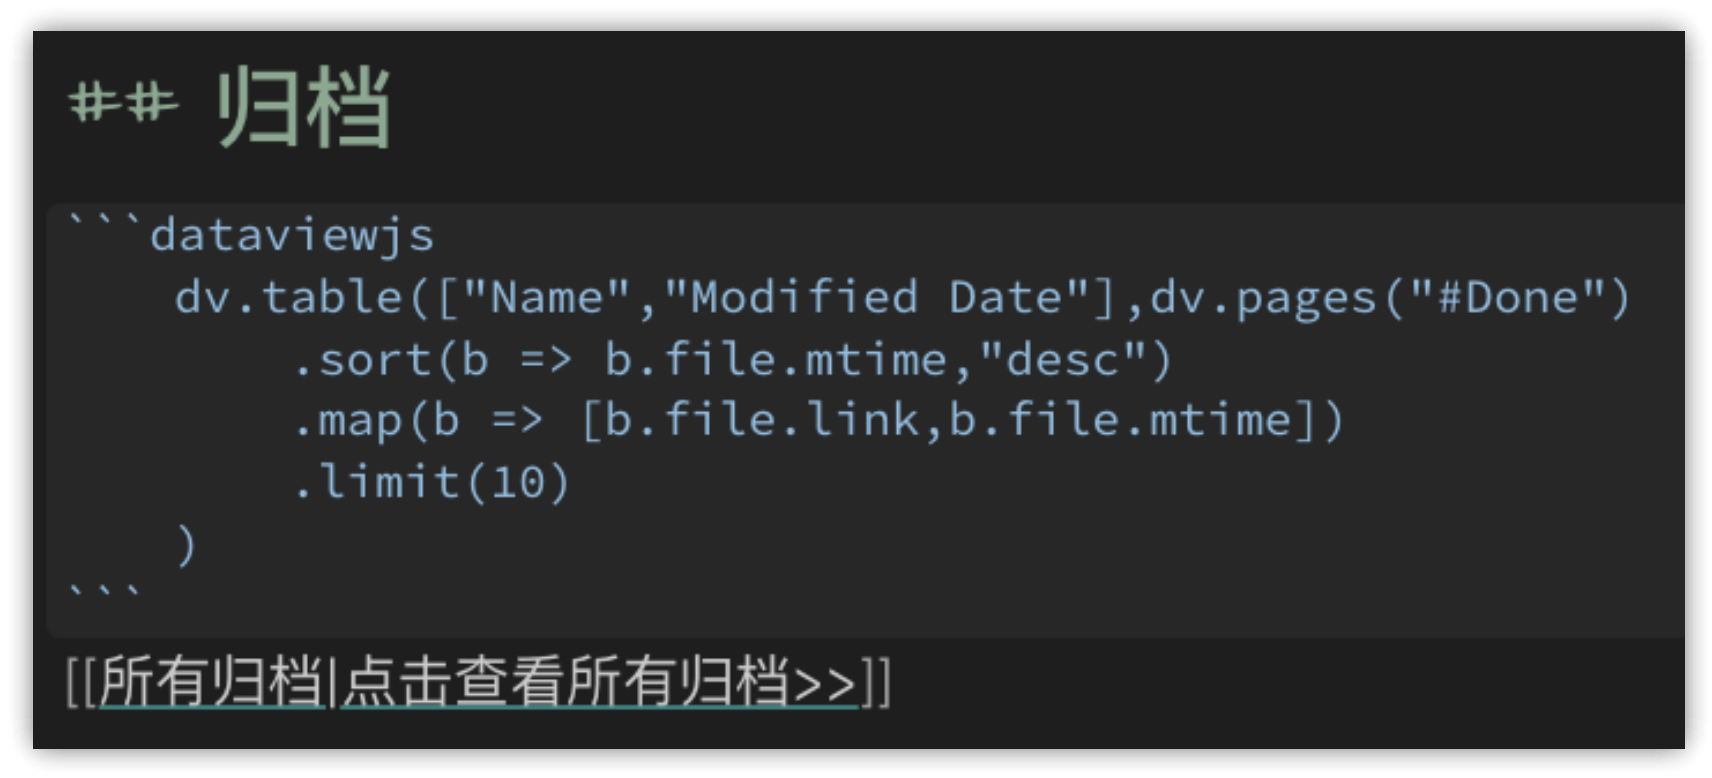 ## 归档
```dataviewjs
dv.table(["Name","Modified Date"],dv.pages("#Done")
.sort(b => b.file.mtime,"desc")
.map(b => [b.file.link,b.file.mtime])
.limit(10)
)
```
[[所有归档|点击查看所有归档>>]]